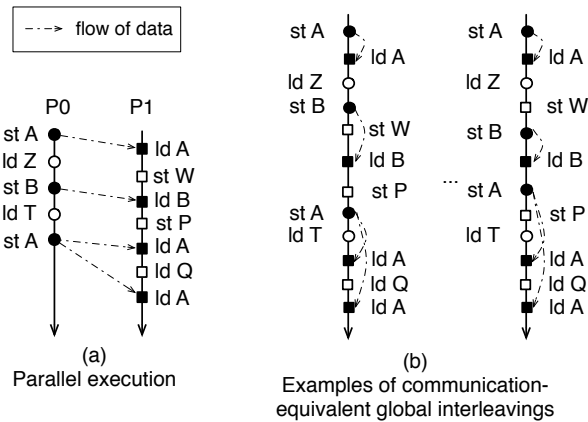 flow of data
P0
st A
ld Z
st B
ld T
st A
P1
ld A
st W
ld B
st P
ld A
ld Q
ld A
(a)
Parallel execution
st A
ld A
ld Z
st B
st W
ld B
st P
st A
ld T
ld A
ld Q
ld A
...
st A
ld A
ld Z
st W
st B
ld B
st A
st P
ld T
ld A
ld Q
ld A
(b)
Examples of communication-
equivalent global interleavings